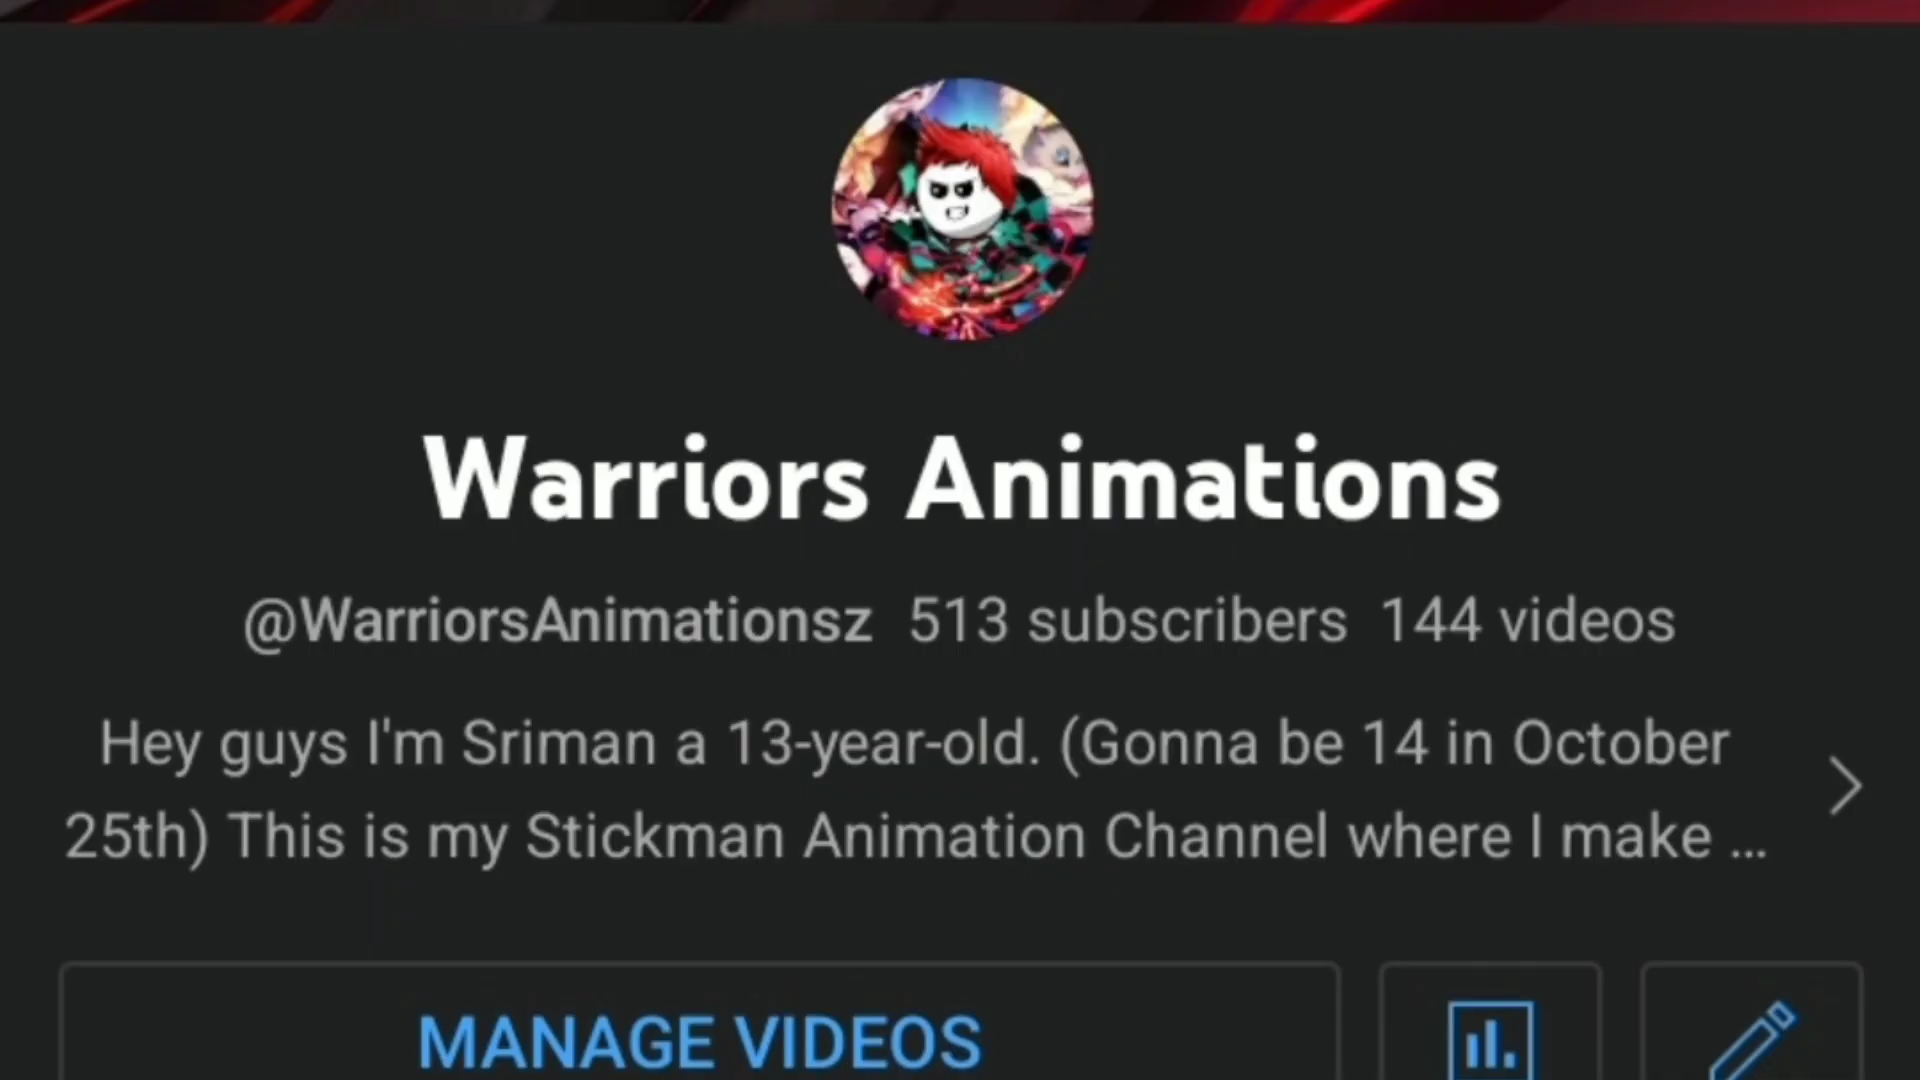 Warriors Animations
@WarriorsAnimationsz 513 subscribers 144 videos
Hey guys I'm Sriman a 13-year-old. (Gonna be 14 in October
25th) This is my Stickman Animation Channel where I make ...
MANAGE VIDEOS